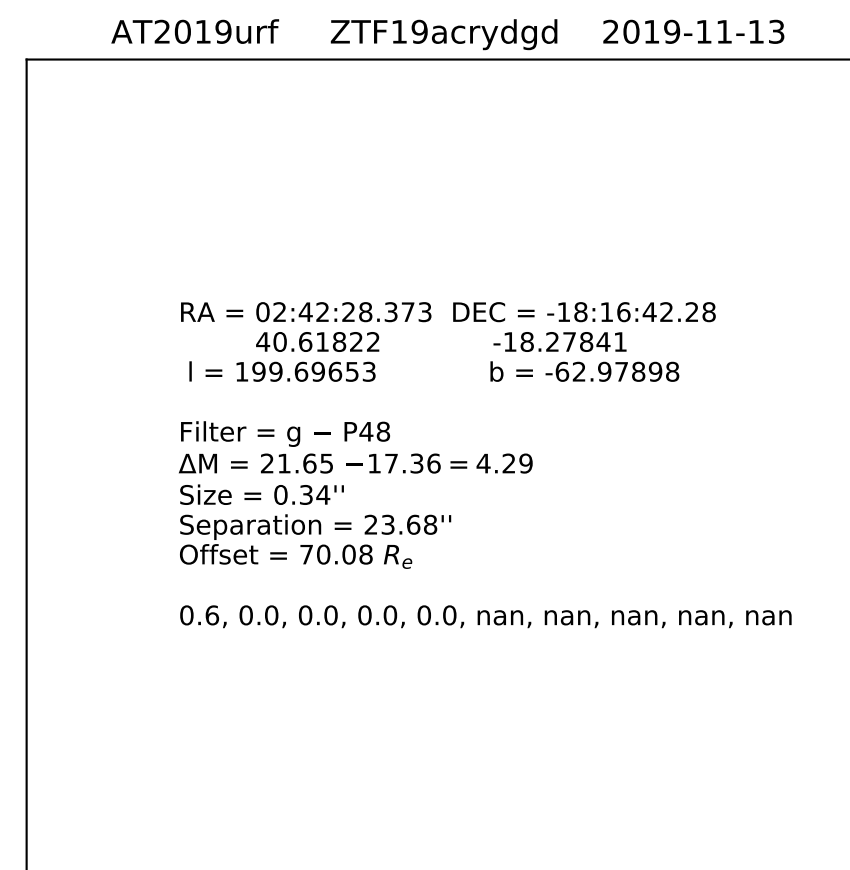 AT2019urf ZTF19acrydgd 2019-11-13
RA = 02:42:28.373 DEC = -18:16:42.28
40.61822 -18.27841
l = 199.69653 b = -62.97898
Filter = g − P48
ΔM = 21.65 −17.36 = 4.29
Size = 0.34''
Separation = 23.68''
Offset = 70.08 Rₑ
0.6, 0.0, 0.0, 0.0, 0.0, nan, nan, nan, nan, nan